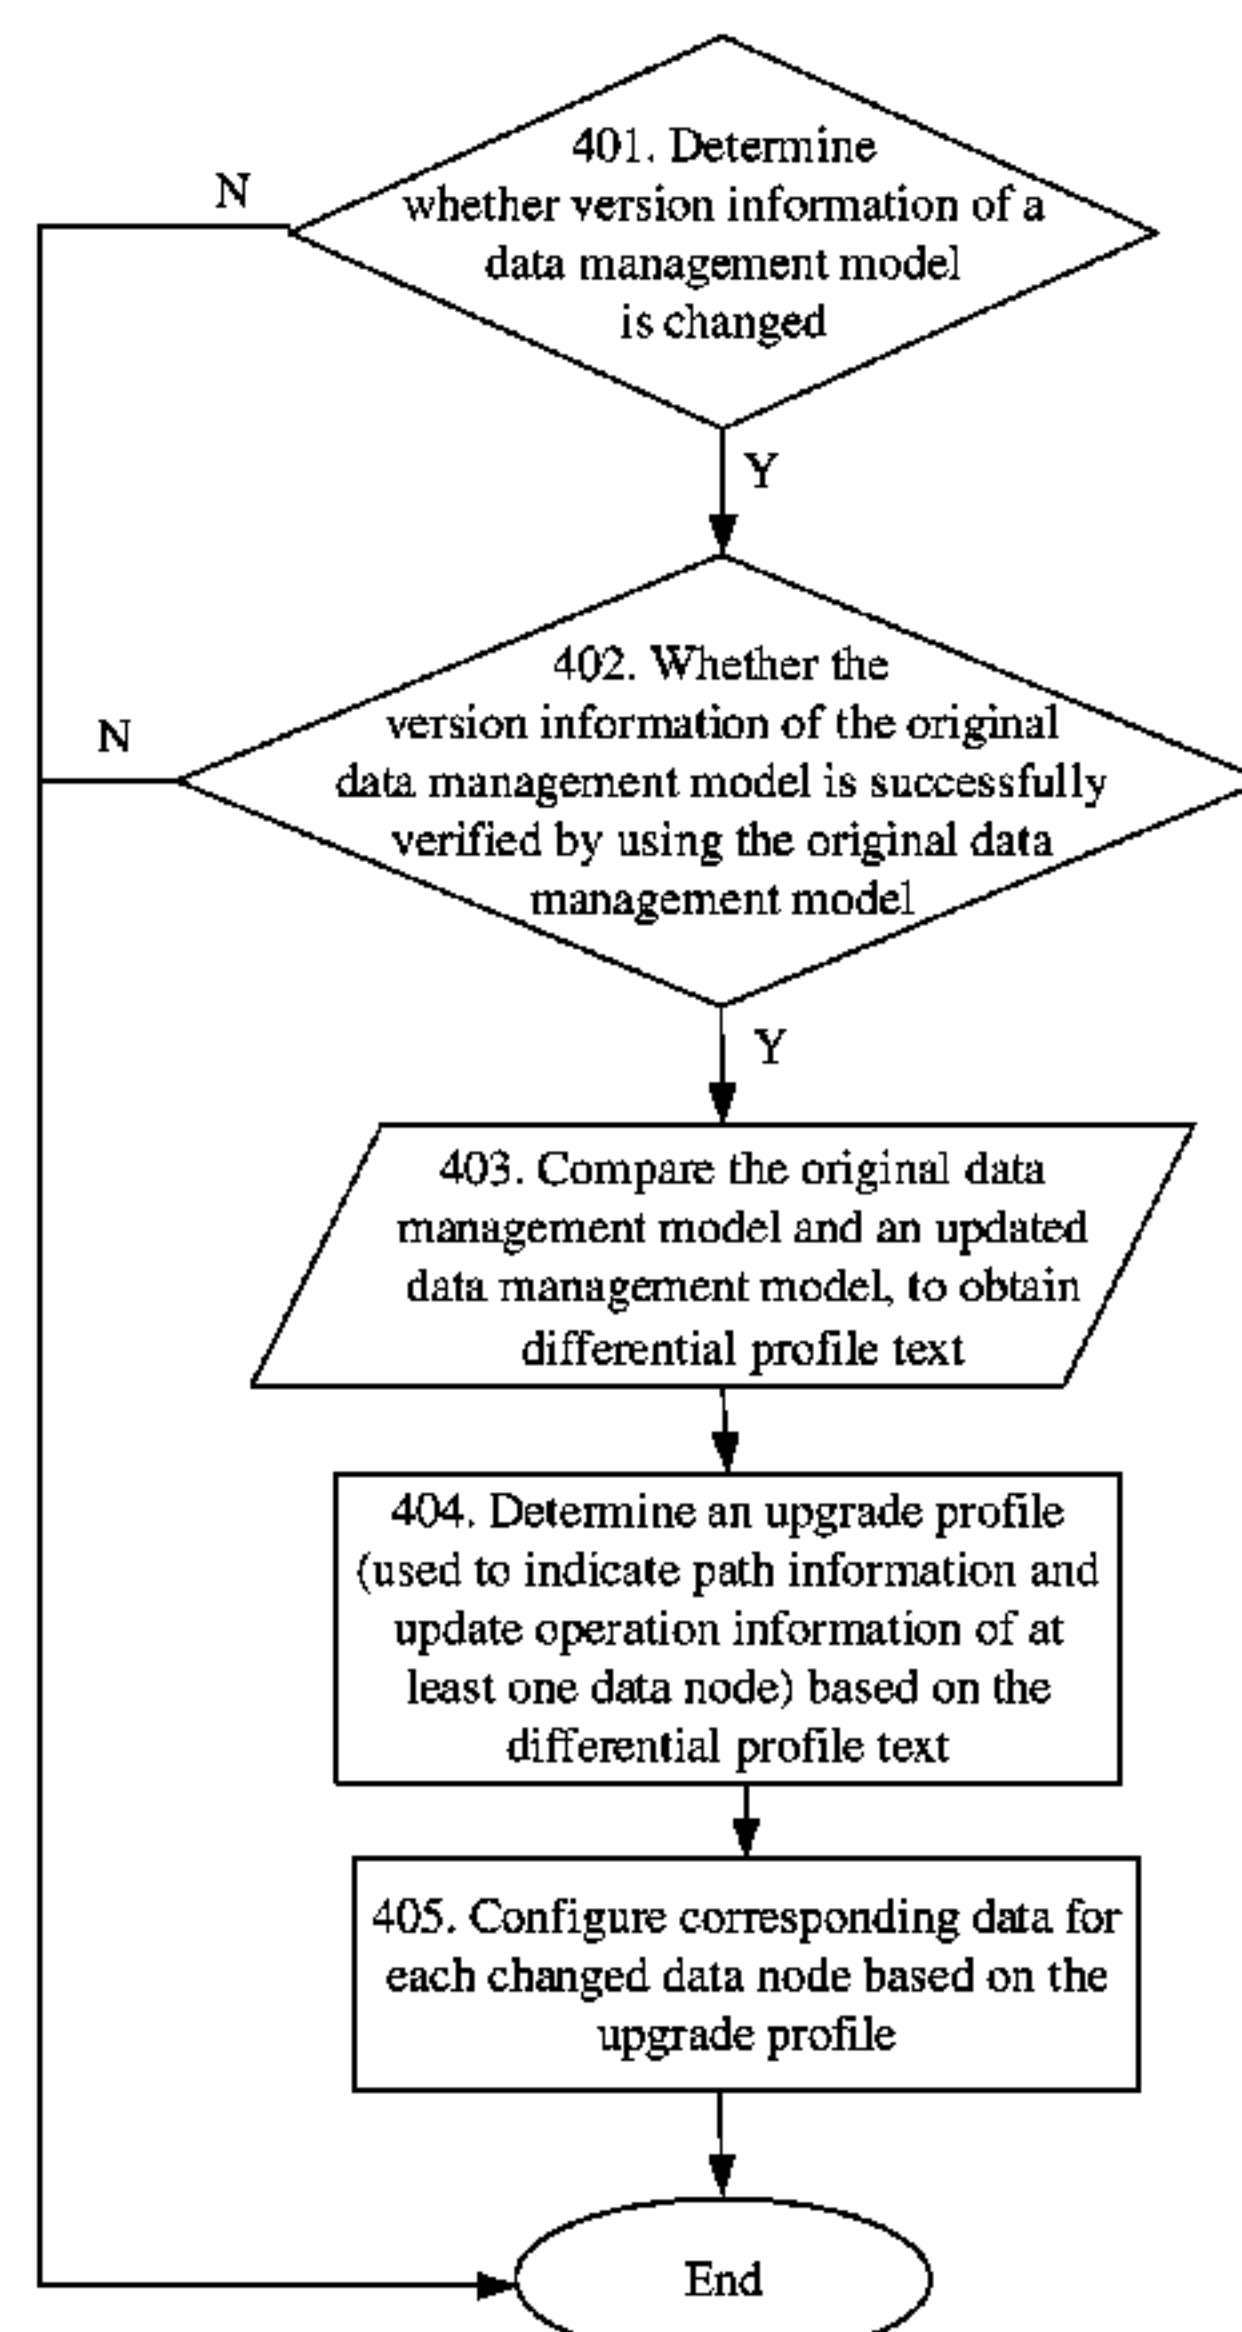 401. Determine
N
whether version information of a
data management model
is changed
Y
402. Whether the
version information of the original
N
data management model is successfully
verified by using the original data
management model
Y
403. Compare the original data
management model and an updated
data management model, to obtain
differential profile text
404. Determine an upgrade profile
(used to indicate path information and
update operation information of at
least one data node) based on the
differential profile text
405. Configure corresponding data for
each changed data node based on the
upgrade profile
End